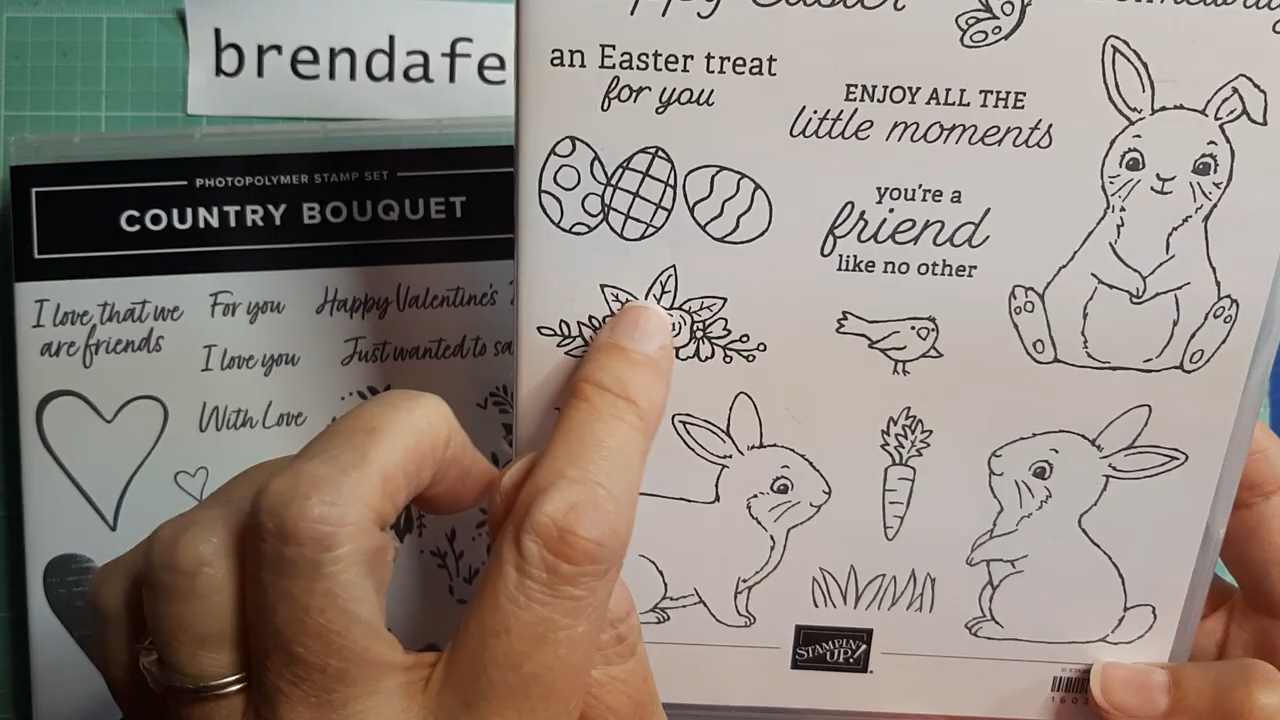 brendafe
PHOTOPOLYMER STAMP SET
COUNTRY BOUQUET
I love that we
are friends
For you
Happy Valentine's
I love you
Just wanted to sa
With Love
Easter
an Easter treat
for you
ENJOY ALL THE
little moments
you're a
friend
like no other
STAMPIN'
UP!